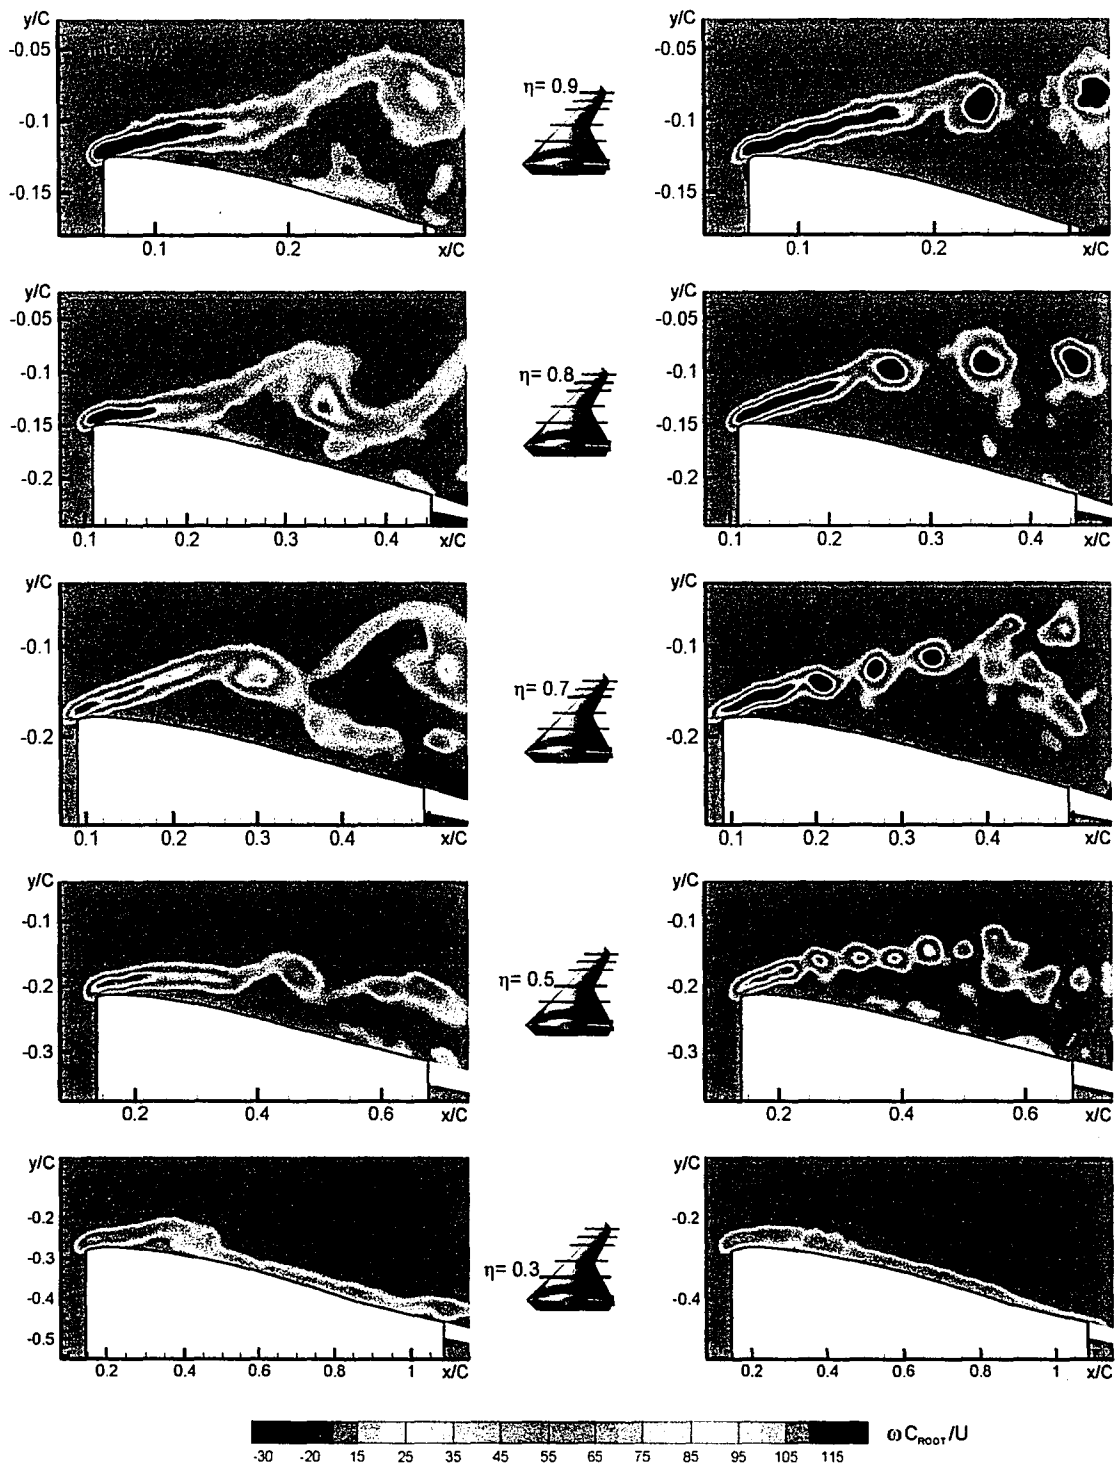 y/C
-0.05
-0.1
-0.15
0.1 0.2 x/C
η= 0.9
y/C
-0.05
-0.1
-0.15
0.1 0.2 x/C
y/C
-0.05
-0.1
-0.15
-0.2
0.1 0.2 0.3 0.4 x/C
η= 0.8
y/C
-0.05
-0.1
-0.15
-0.2
0.1 0.2 0.3 0.4 x/C
y/C
-0.1
-0.2
0.1 0.2 0.3 0.4 x/C
η= 0.7
y/C
-0.1
-0.2
0.1 0.2 0.3 0.4 x/C
y/C
-0.1
-0.2
-0.3
0.2 0.4 0.6 x/C
η= 0.5
y/C
-0.1
-0.2
-0.3
0.2 0.4 0.6 x/C
y/C
-0.2
-0.3
-0.4
-0.5
0.2 0.4 0.6 0.8 1 x/C
η= 0.3
y/C
-0.2
-0.4
0.2 0.4 0.6 0.8 1 x/C
-30 -20 15 25 35 45 55 65 75 85 95 105 115
ωC_ROOT/U